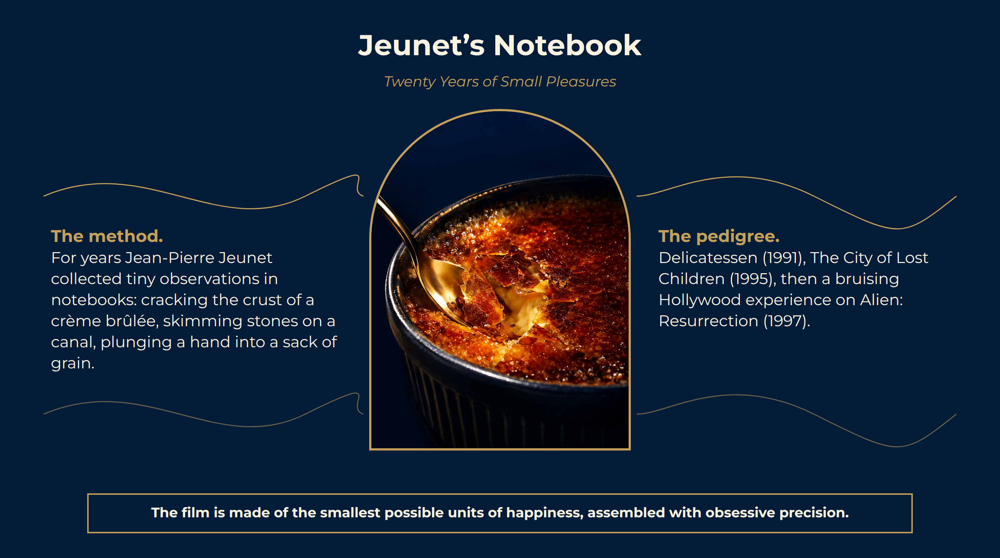 Jeunet’s Notebook
Twenty Years of Small Pleasures
The method.
For years Jean-Pierre Jeunet
collected tiny observations in
notebooks: cracking the crust of a
crème brûlée, skimming stones on a
canal, plunging a hand into a sack of
grain.
The pedigree.
Delicatessen (1991), The City of Lost
Children (1995), then a bruising
Hollywood experience on Alien:
Resurrection (1997).
The film is made of the smallest possible units of happiness, assembled with obsessive precision.